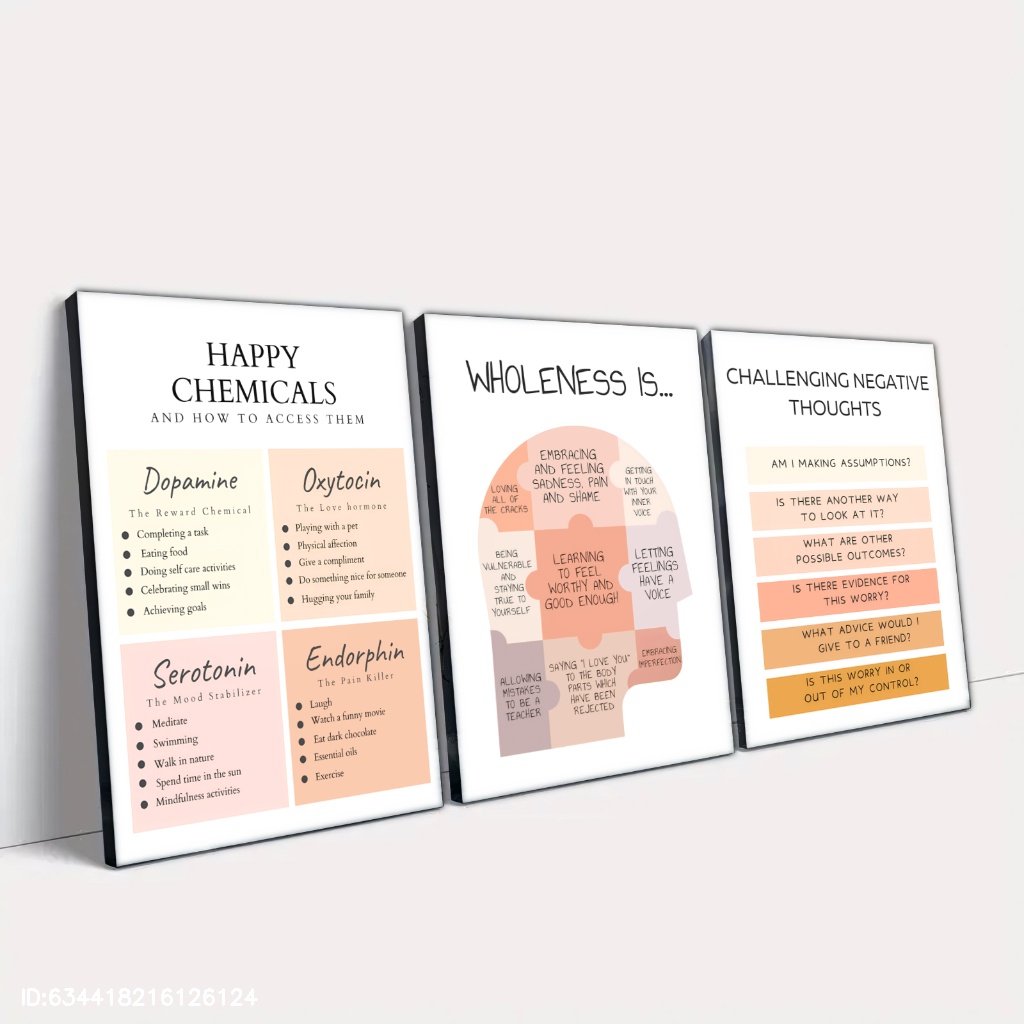 HAPPY
CHEMICALS
AND HOW TO ACCESS THEM
Dopamine
The Reward Chemical
Completing a task
Eating food
Doing self care activities
Celebrating small wins
Achieving goals
Oxytocin
The Love hormone
Playing with a pet
Physical affection
Give a compliment
Do something nice for someone
Hugging your family
Serotonin
The Mood Stabilizer
Meditate
Swimming
Walk in nature
Spend time in the sun
Mindfulness activities
Endorphin
The Pain Killer
Laugh
Watch a funny movie
Eat dark chocolate
Essential oils
Exercise
WHOLENESS IS...
LOVING
ALL OF
THE CRACKS
EMBRACING
AND FEELING
SADNESS, PAIN
AND SHAME
GETTING
IN TOUCH
WITH YOUR
INNER
VOICE
BEING
VULNERABLE
AND
STAYING
TRUE TO
YOURSELF
LEARNING
TO FEEL
WORTHY AND
GOOD ENOUGH
LETTING
FEELINGS
HAVE A
VOICE
ALLOWING
MISTAKES
TO BE A
TEACHER
SAYING "I LOVE YOU"
TO THE BODY
PARTS WHICH
HAVE BEEN
REJECTED
EMBRACING
IMPERFECTION
CHALLENGING NEGATIVE
THOUGHTS
AM I MAKING ASSUMPTIONS?
IS THERE ANOTHER WAY
TO LOOK AT IT?
WHAT ARE OTHER
POSSIBLE OUTCOMES?
IS THERE EVIDENCE FOR
THIS WORRY?
WHAT ADVICE WOULD I
GIVE TO A FRIEND?
IS THIS WORRY IN OR
OUT OF MY CONTROL?
ID:634418216126124